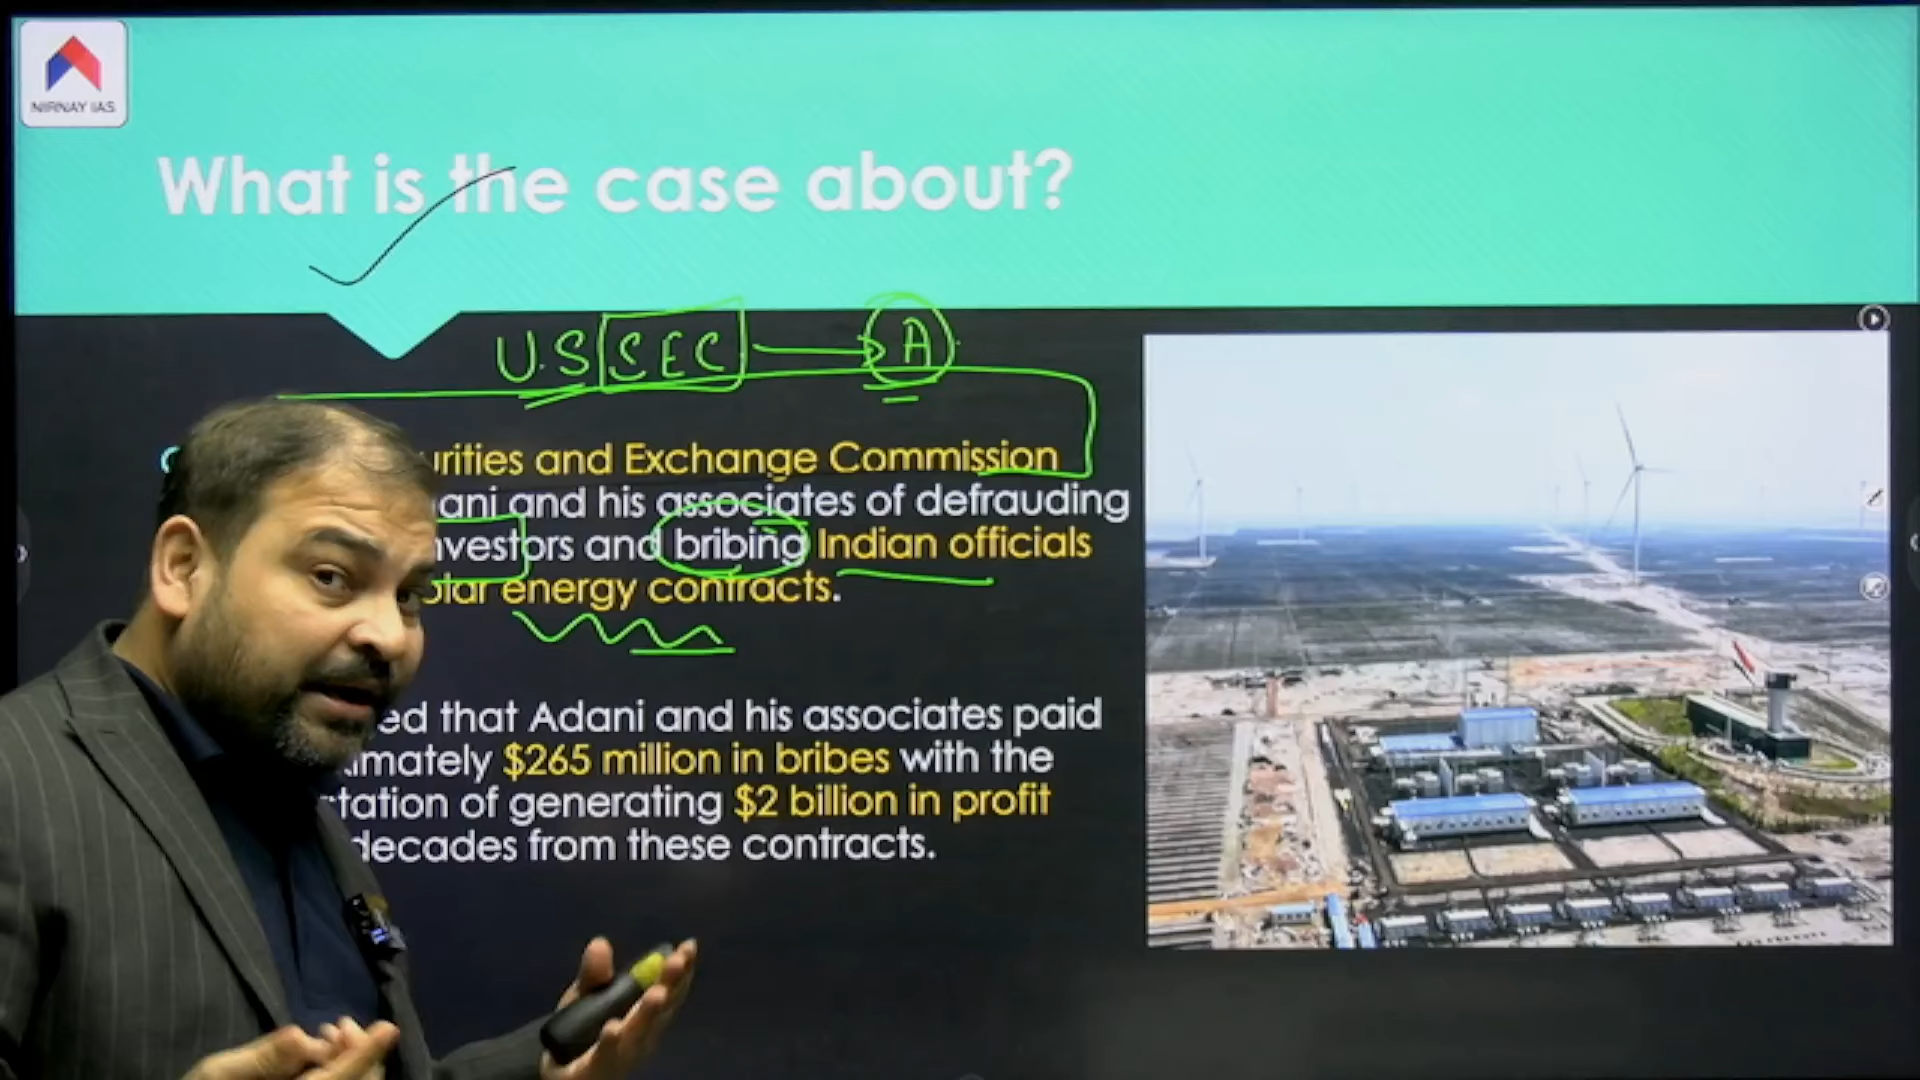 NIRNAY IAS
What is the case about?
U.S SEC → A
urities and Exchange Commission
ani and his associates of defrauding
nvestors and bribing Indian officials
olar energy contracts.
ed that Adani and his associates paid
imately $265 million in bribes with the
tation of generating $2 billion in profit
decades from these contracts.